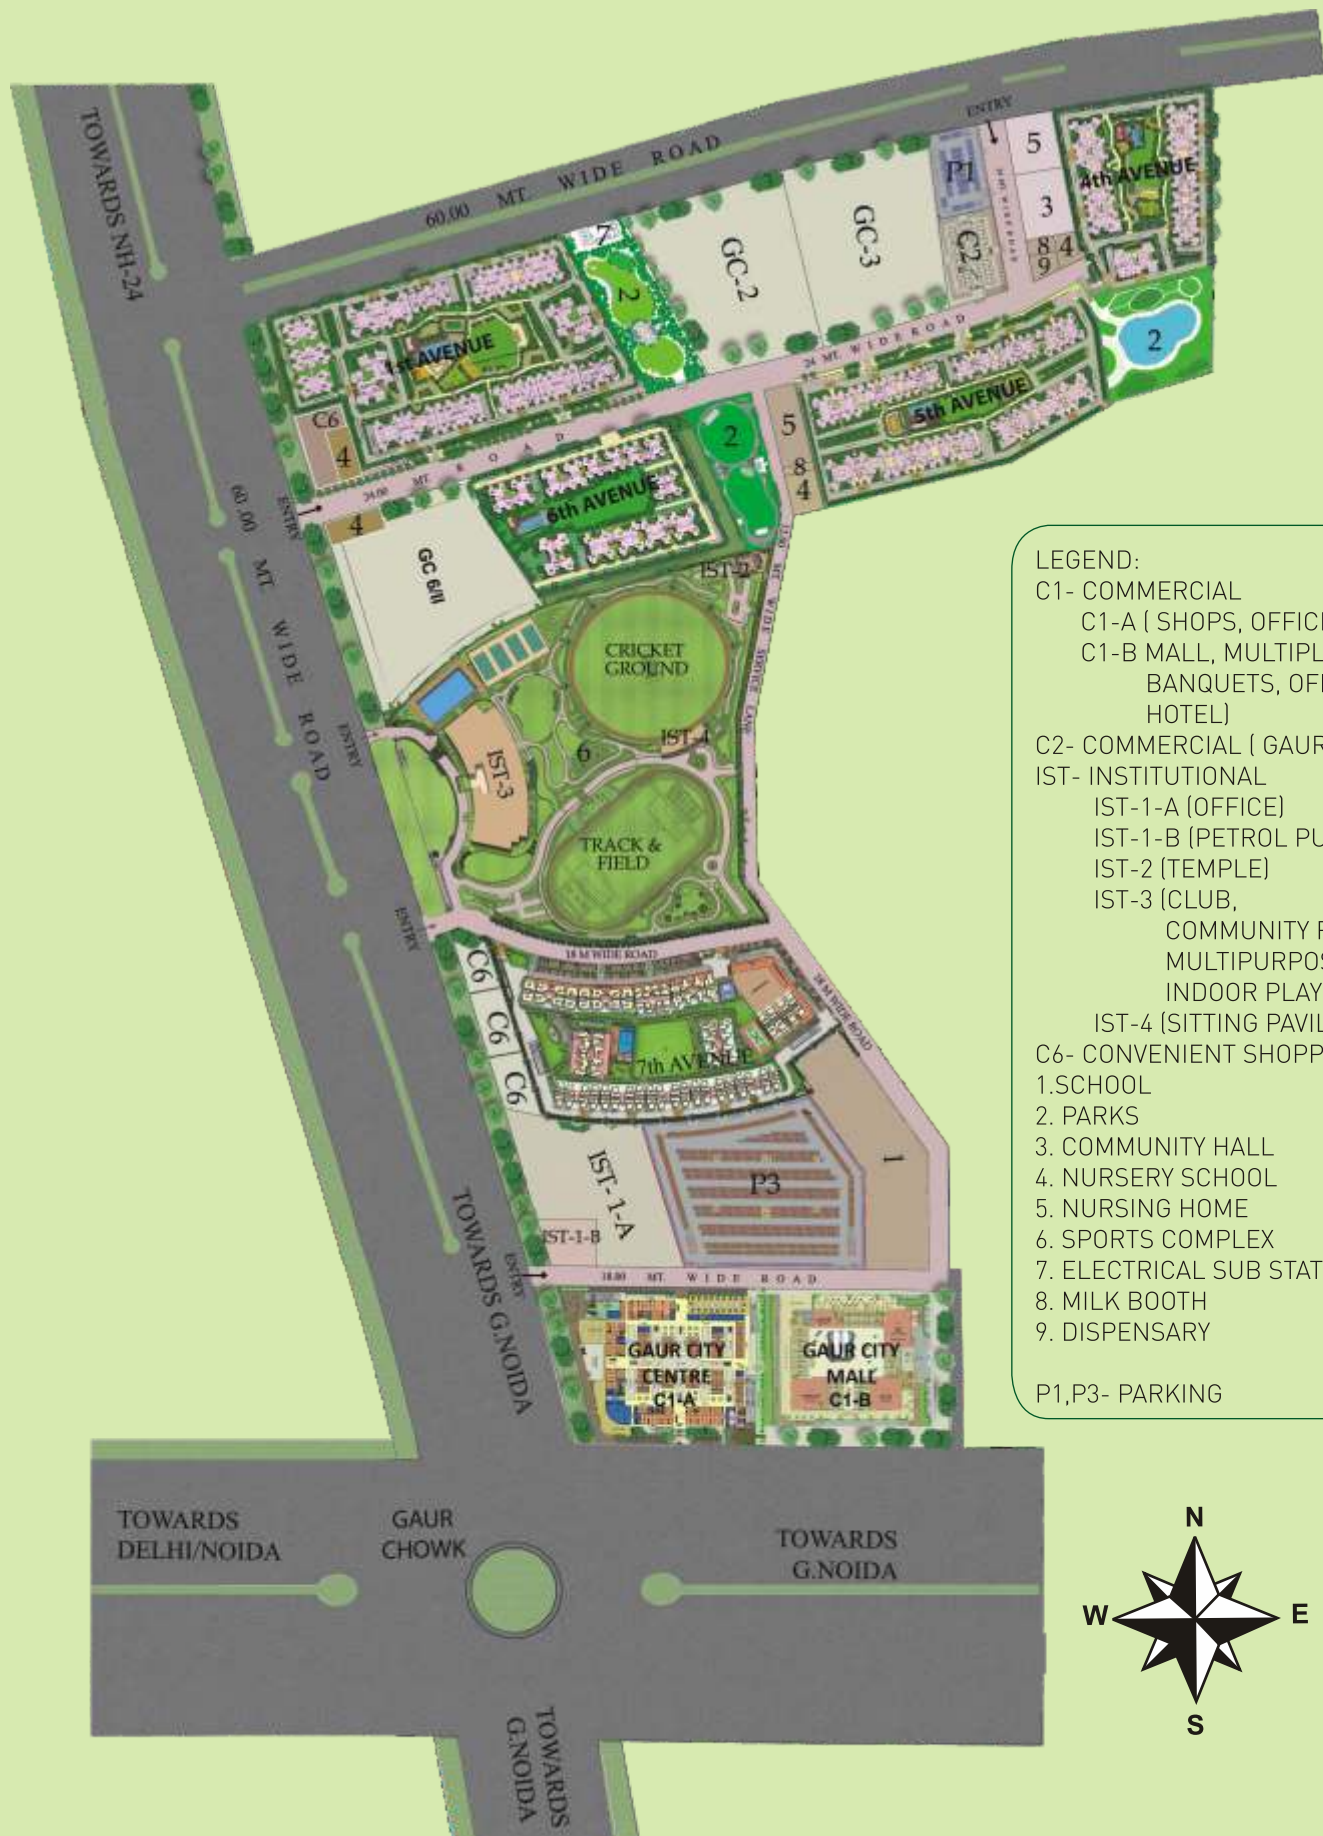 TOWARDS NH-24
60.00 MT WIDE ROAD
ENTRY
P1
5
3
8
4
9
4th AVENUE
C2
GC-3
GC-2
7
2
1st AVENUE
C6
4
24 MT. WIDE ROAD
2
5th AVENUE
5
8
4
2
24.00 MT ROAD
ENTRY
4
6th AVENUE
GC 6/II
IST-2
60.00 MT WIDE ROAD
CRICKET
GROUND
IST-4
6
IST-3
ENTRY
TRACK &
FIELD
ENTRY
18 M WIDE ROAD
18 M WIDE ROAD
C6
C6
C6
7th AVENUE
IST-1-A
P3
1
IST-1-B
ENTRY
18.00 MT. WIDE ROAD
TOWARDS G.NOIDA
GAUR CITY
CENTRE
C1-A
GAUR CITY
MALL
C1-B
TOWARDS
DELHI/NOIDA
GAUR
CHOWK
TOWARDS
G.NOIDA
TOWARDS
G.NOIDA
LEGEND:
C1- COMMERCIAL
C1-A ( SHOPS, OFFIC
C1-B MALL, MULTIPL
BANQUETS, OF
HOTEL)
C2- COMMERCIAL ( GAUR
IST- INSTITUTIONAL
IST-1-A (OFFICE)
IST-1-B (PETROL PU
IST-2 (TEMPLE)
IST-3 (CLUB,
COMMUNITY
MULTIPURPOS
INDOOR PLAY
IST-4 (SITTING PAVIL
C6- CONVENIENT SHOPP
1.SCHOOL
2. PARKS
3. COMMUNITY HALL
4. NURSERY SCHOOL
5. NURSING HOME
6. SPORTS COMPLEX
7. ELECTRICAL SUB STAT
8. MILK BOOTH
9. DISPENSARY
P1,P3- PARKING
N
W E
S